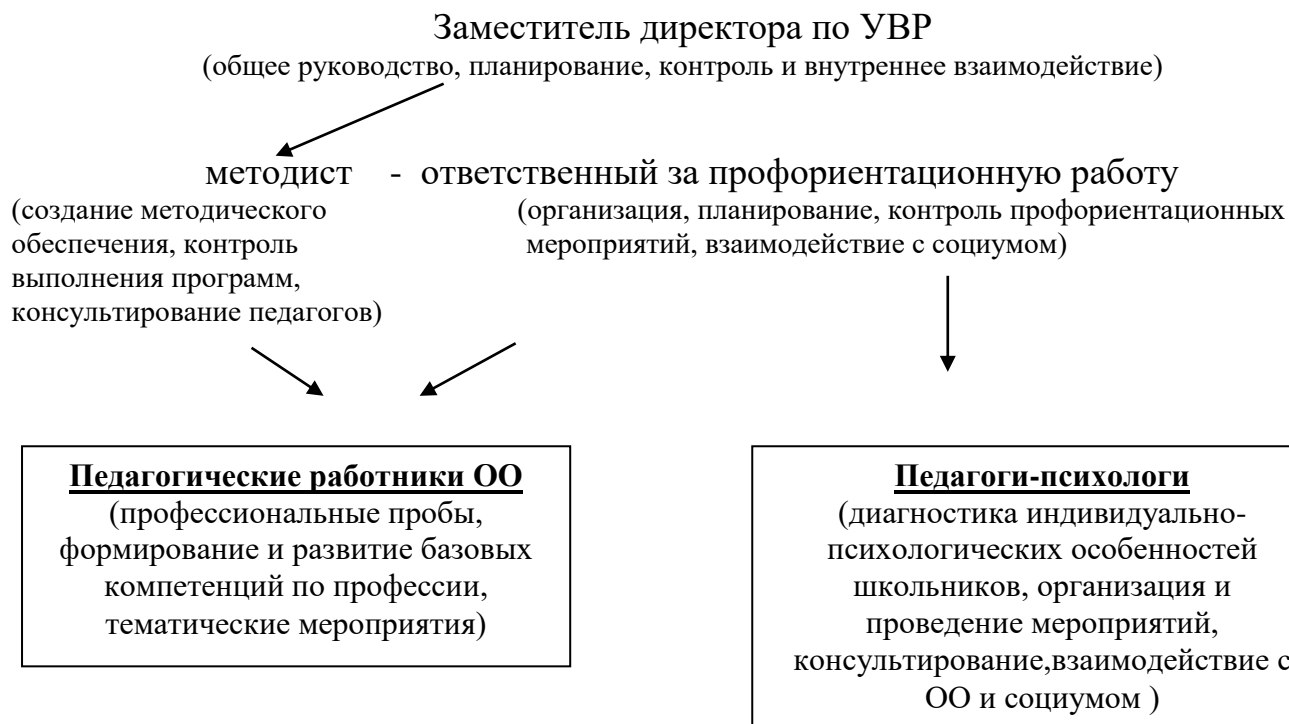 Заместитель директора по УВР
(общее руководство, планирование, контроль и внутреннее взаимодействие)
методист - ответственный за профориентационную работу
(создание методического
обеспечения, контроль
выполнения программ,
консультирование педагогов)
(организация, планирование, контроль профориентационных
мероприятий, взаимодействие с социумом)
Педагогические работники ОО
(профессиональные пробы,
формирование и развитие базовых
компетенций по профессии,
тематические мероприятия)
Педагоги-психологи
(диагностика индивидуально-
психологических особенностей
школьников, организация и
проведение мероприятий,
консультирование,взаимодействие с
ОО и социумом )